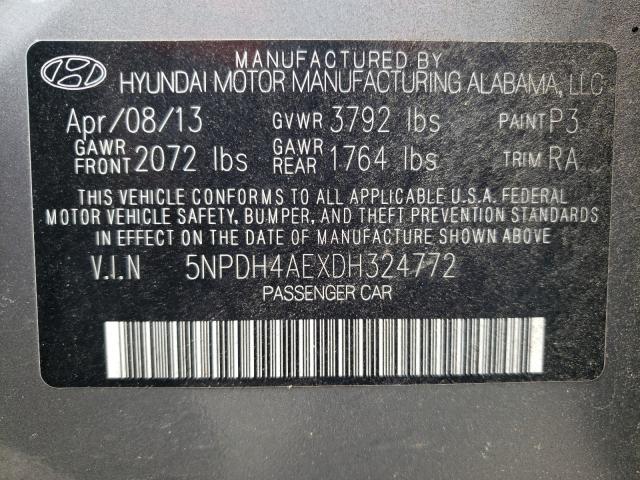 MANUFACTURED BY
HYUNDAI MOTOR MANUFACTURING ALABAMA, LLC
Apr/08/13 GVWR 3792 lbs PAINT P3
GAWR FRONT 2072 lbs GAWR REAR 1764 lbs TRIM RA
THIS VEHICLE CONFORMS TO ALL APPLICABLE U.S.A. FEDERAL
MOTOR VEHICLE SAFETY, BUMPER, AND THEFT PREVENTION STANDARDS
IN EFFECT ON THE DATE OF MANUFACTURE SHOWN ABOVE.
V.I.N 5NPDH4AEXDH324772
PASSENGER CAR